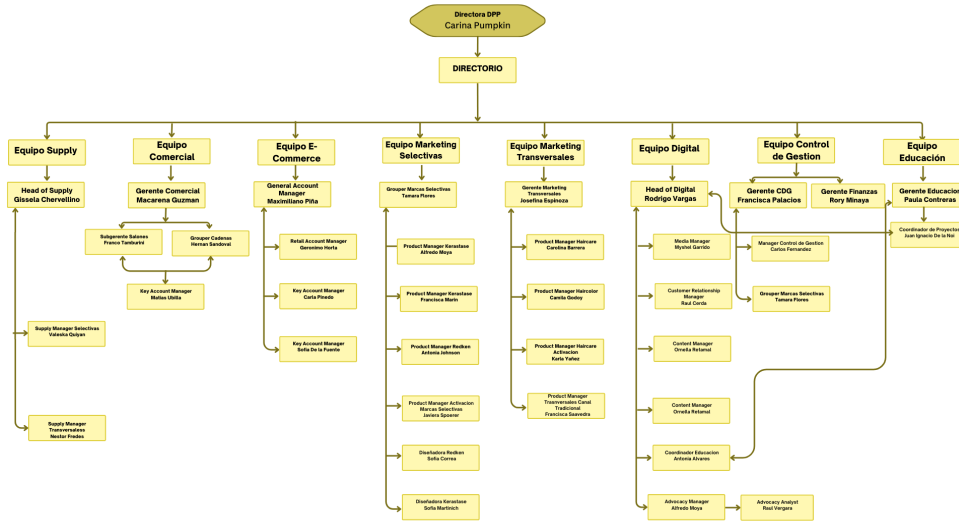 Directora DPP
Carina Pumpkin
DIRECTORIO
Equipo Supply
Equipo
Comercial
Equipo E-
Commerce
Equipo Marketing
Selectivas
Equipo Marketing
Transversales
Equipo Digital
Equipo Control
de Gestion
Equipo
Educación
Head of Supply
Gissela Chervellino
Gerente Comercial
Macarena Guzman
General Account
Manager
Maximiliano Piña
Grouper Marcas Selectivas
Tamara Flores
Gerente Marketing
Transversales
Josefina Espinoza
Head of Digital
Rodrigo Vargas
Gerente CDG
Francisca Palacios
Gerente Finanzas
Rory Minaya
Gerente Educacion
Paula Contreras
Subgerente Salones
Franco Tamburini
Grouper Cadenas
Hernan Sandoval
Key Account Manager
Matias Ubilla
Supply Manager Selectivas
Valeska Quiyan
Supply Manager
Transversaless
Nestor Fredes
Retail Account Manager
Geronimo Horta
Key Account Manager
Carla Pinedo
Key Account Manager
Sofia De la Fuente
Product Manager Kerastase
Alfredo Moya
Product Manager Kerastase
Francisca Marin
Product Manager Redken
Antonia Johnson
Product Manager Activacion
Marcas Selectivas
Javiera Spoerer
Diseñadora Redken
Sofia Correa
Diseñadora Kerastase
Sofia Martinich
Product Manager Haircare
Carolina Barrera
Product Manager Haircolor
Camila Godoy
Product Manager Haircare
Activacion
Karla Yañez
Product Manager
Trasnversales Canal
Tradicional
Francisca Saavedra
Media Manager
Myshel Garrido
Customer Relationship
Manager
Raul Cerda
Content Manager
Ornella Retamal
Content Manager
Ornella Retamal
Coordinador Educacion
Antonia Alvares
Advocacy Manager
Alfredo Moya
Advocacy Analyst
Raul Vergara
Manager Control de Gestion
Carlos Fernandez
Grouper Marcas Selectivas
Tamara Flores
Coordinador de Proyectos
Juan Ignacio De la Noi